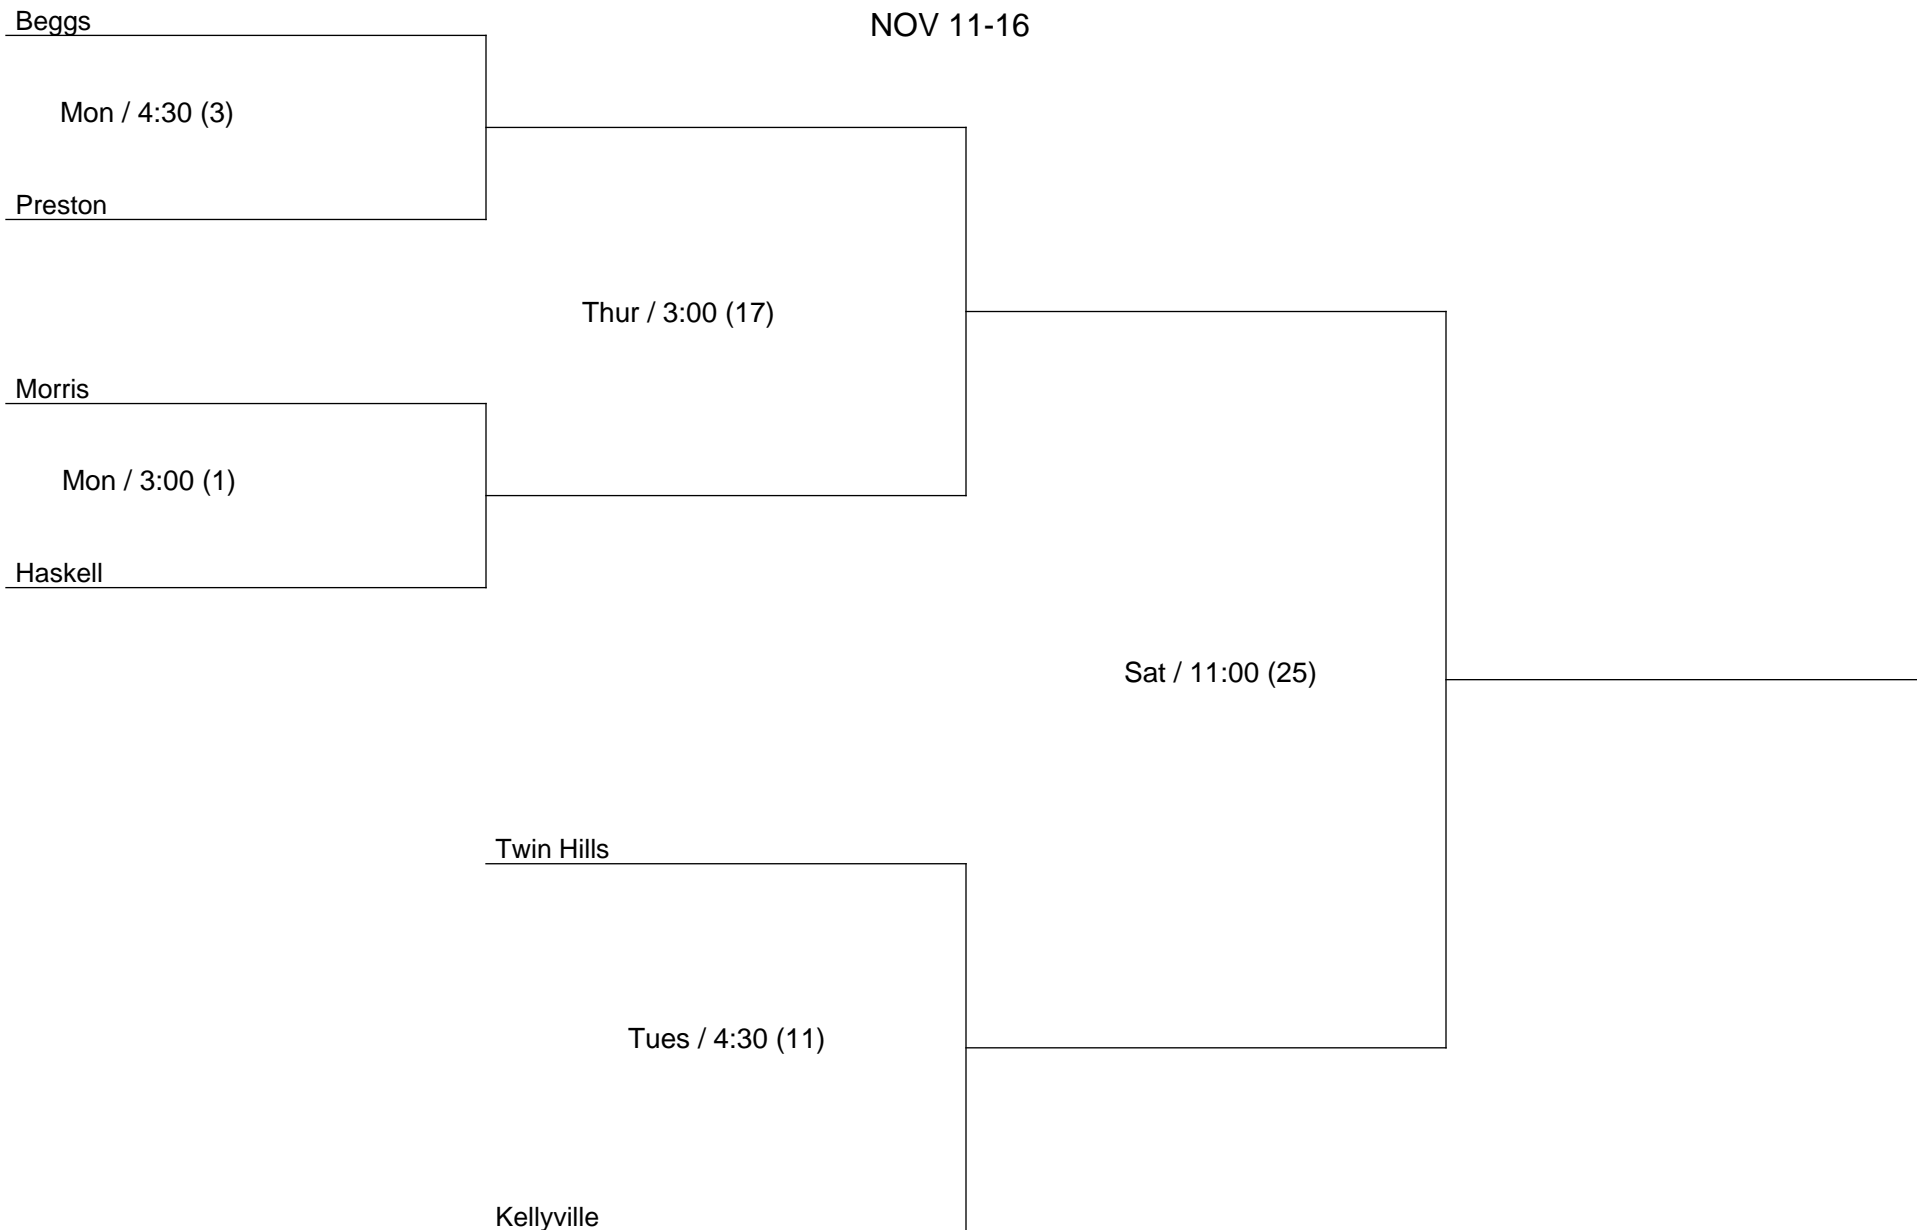 NOV 11-16
Beggs
Mon / 4:30 (3)
Preston
Thur / 3:00 (17)
Morris
Mon / 3:00 (1)
Haskell
Sat / 11:00 (25)
Twin Hills
Tues / 4:30 (11)
Kellyville